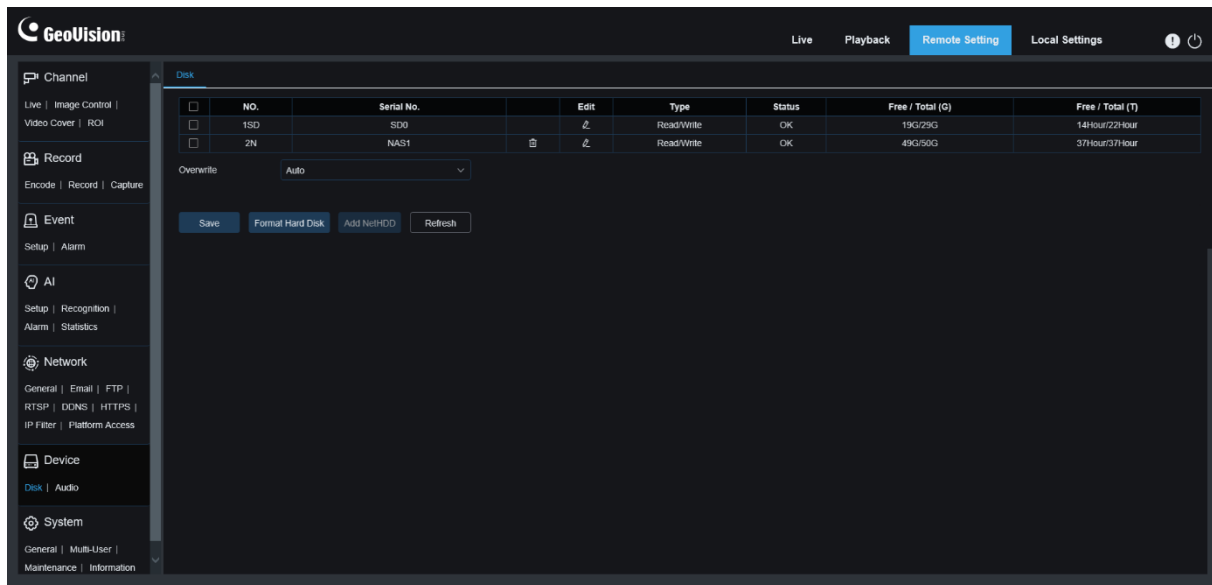 GeoVision
Live Playback Remote Setting Local Settings
Channel
Live | Image Control |
Video Cover | ROI
Record
Encode | Record | Capture
Event
Setup | Alarm
AI
Setup | Recognition |
Alarm | Statistics
Network
General | Email | FTP |
RTSP | DDNS | HTTPS |
IP Filter | Platform Access
Device
Disk | Audio
System
General | Multi-User |
Maintenance | Information
Disk
NO. Serial No. Edit Type Status Free / Total (G) Free / Total (T)
1SD SD0 Read/Write OK 19G/29G 14Hour/22Hour
2N NAS1 Read/Write OK 49G/50G 37Hour/37Hour
Overwrite Auto
Save Format Hard Disk Add NetHDD Refresh